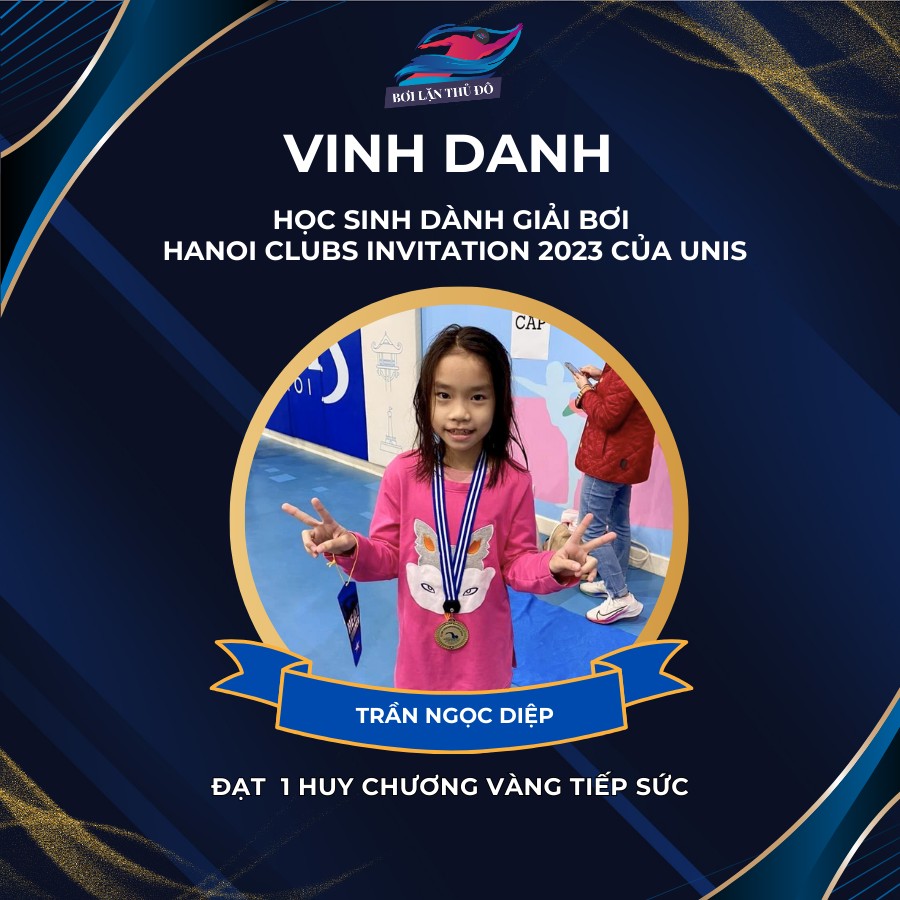 BƠI LẶN THỦ ĐÔ
VINH DANH
HỌC SINH DÀNH GIẢI BƠI
HANOI CLUBS INVITATION 2023 CỦA UNIS
CAP
OI
TRẦN NGỌC DIỆP
ĐẠT 1 HUY CHƯƠNG VÀNG TIẾP SỨC